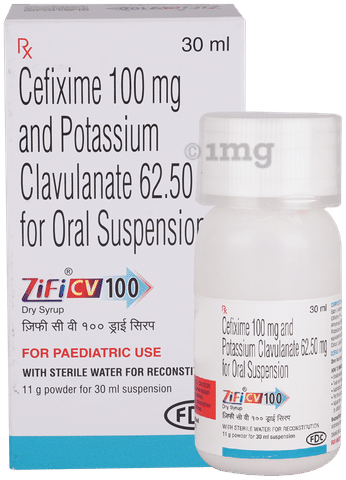 Rx
30 ml
Cefixime 100 mg
and Potassium
Clavulanate 62.50
for Oral Suspension
ZiFi® CV 100
Dry Syrup
ज़िफी सी वी १०० ड्राई सिरप
FOR PAEDIATRIC USE
WITH STERILE WATER FOR RECONSTI
11 g powder for 30 ml suspension
FDC
1mg
Rx
30 ml
Cefixime 100 mg and
Potassium Clavulanate 62.50 mg
for Oral Suspension
ZiFi® CV 100
Dry Syrup
ज़िफी सी वी १०० ड्राई सिरप
WITH STERILE WATER FOR RECONSTITUTION
11 g powder for 30 ml suspension
FDC